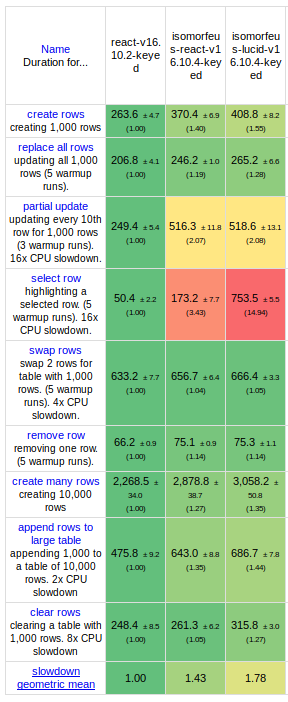 Name
Duration for...
react-v16.
10.2-keye
d
isomorfeu
s-react-v1
6.10.4-key
ed
isomorfeu
s-lucid-v1
6.10.4-key
ed
create rows
creating 1,000 rows
263.6 ± 4.7
(1.00)
370.4 ± 6.9
(1.40)
408.8 ± 8.2
(1.55)
replace all rows
updating all 1,000
rows (5 warmup
runs).
206.8 ± 4.1
(1.00)
246.2 ± 1.0
(1.19)
265.2 ± 6.6
(1.28)
partial update
updating every 10th
row for 1,000 rows
(3 warmup runs).
16x CPU slowdown.
249.4 ± 5.4
(1.00)
516.3 ± 11.8
(2.07)
518.6 ± 13.1
(2.08)
select row
highlighting a
selected row. (5
warmup runs). 16x
CPU slowdown.
50.4 ± 2.2
(1.00)
173.2 ± 7.7
(3.43)
753.5 ± 5.5
(14.94)
swap rows
swap 2 rows for
table with 1,000
rows. (5 warmup
runs). 4x CPU
slowdown.
633.2 ± 7.7
(1.00)
656.7 ± 6.4
(1.04)
666.4 ± 3.3
(1.05)
remove row
removing one row.
(5 warmup runs).
66.2 ± 0.9
(1.00)
75.1 ± 0.9
(1.14)
75.3 ± 1.1
(1.14)
create many rows
creating 10,000
rows
2,268.5 ±
34.0
(1.00)
2,878.8 ±
38.7
(1.27)
3,058.2 ±
50.8
(1.35)
append rows to
large table
appending 1,000 to
a table of 10,000
rows. 2x CPU
slowdown
475.8 ± 9.2
(1.00)
643.0 ± 8.8
(1.35)
686.7 ± 7.8
(1.44)
clear rows
clearing a table with
1,000 rows. 8x CPU
slowdown
248.4 ± 8.5
(1.00)
261.3 ± 6.2
(1.05)
315.8 ± 3.0
(1.27)
slowdown
geometric mean
1.00
1.43
1.78